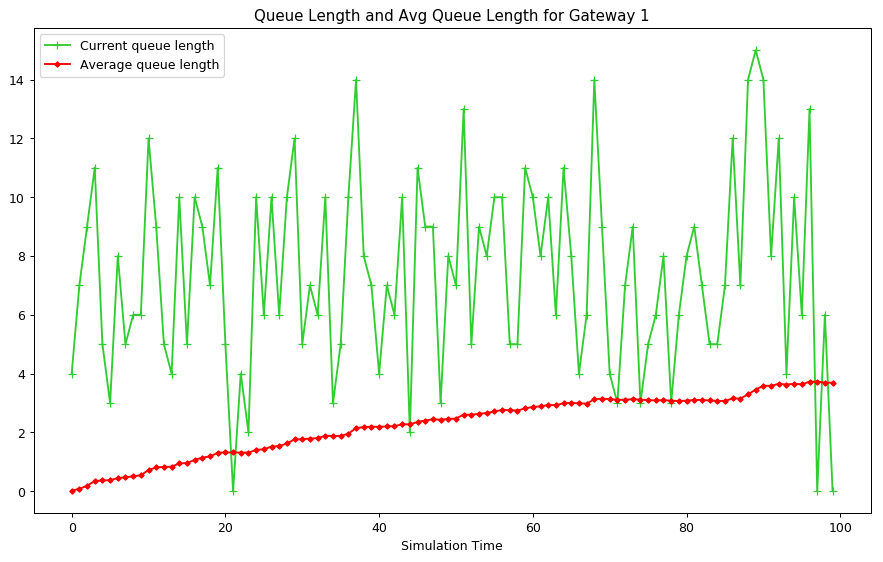 Queue Length and Avg Queue Length for Gateway 1
Current queue length
Average queue length
14
12
10
8
6
4
2
0
0 20 40 60 80 100
Simulation Time